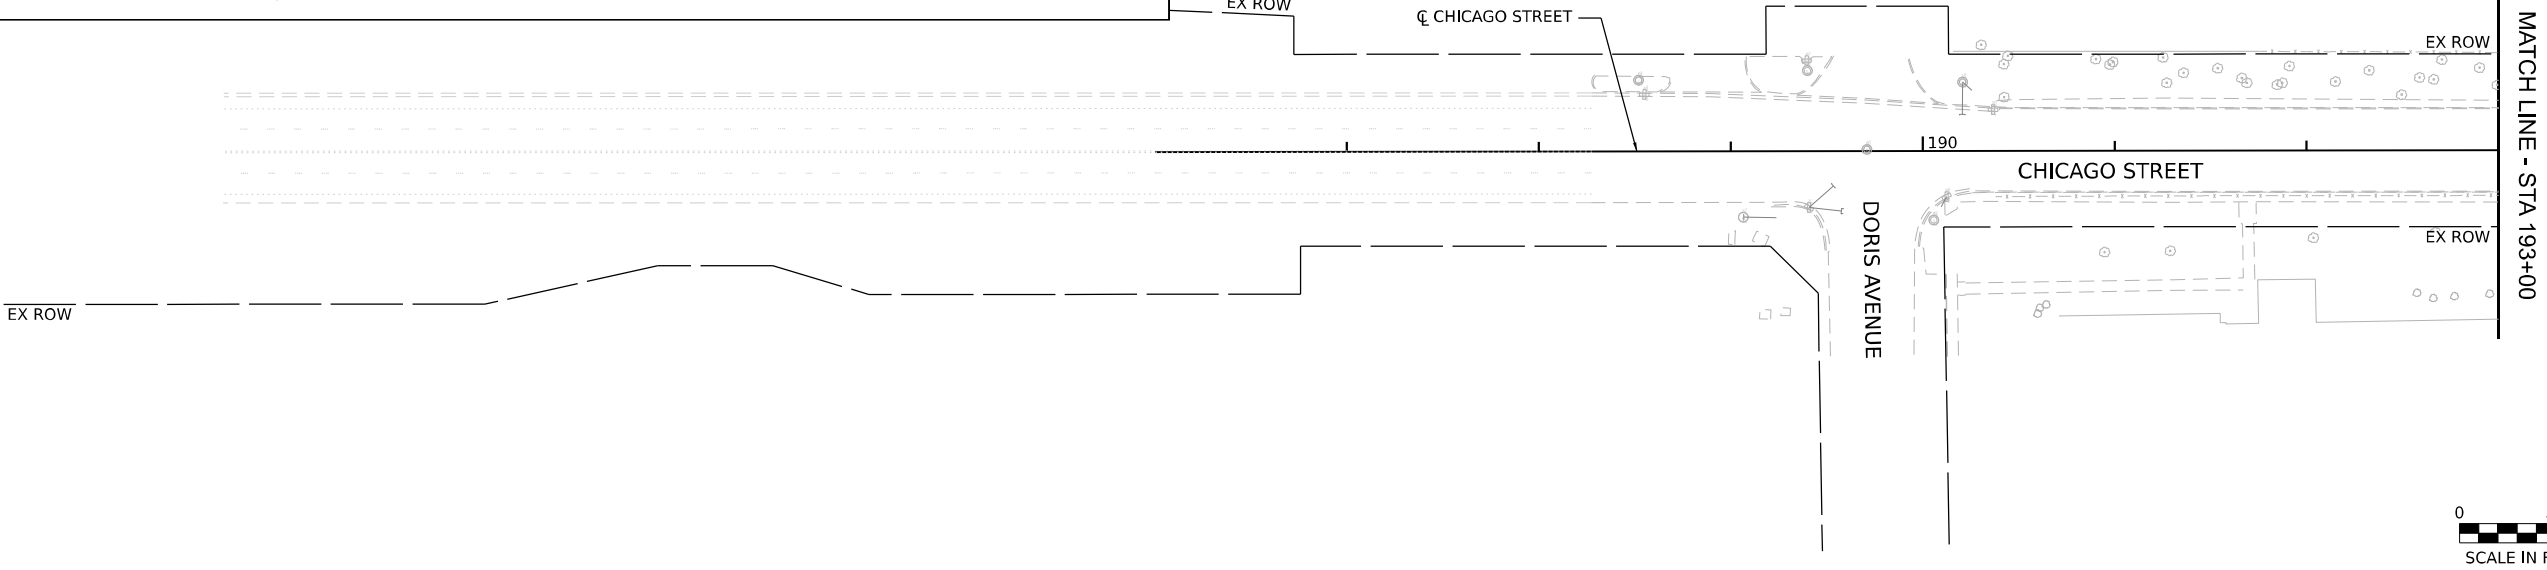 EX ROW
℄ CHICAGO STREET
EX ROW
MATCH LINE - STA 193+00
190
CHICAGO STREET
DORIS AVENUE
EX ROW
EX ROW
0
SCALE IN